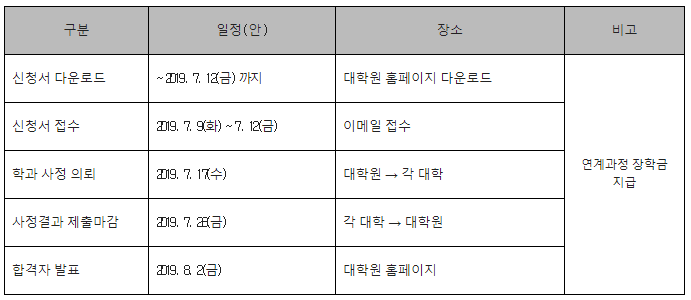 구분 일정(안) 장소 비고
신청서 다운로드 ~2019. 7. 12(금) 까지 대학원 홈페이지 다운로드
신청서 접수 2019. 7. 9(화) ~ 7. 12(금) 이메일 접수
학과 사정 의뢰 2019. 7. 17(수) 대학원 → 각 대학
연계과정 장학금
지급
사정결과 제출마감 2019. 7. 26(금) 각 대학 → 대학원
합격자 발표 2019. 8. 2(금) 대학원 홈페이지